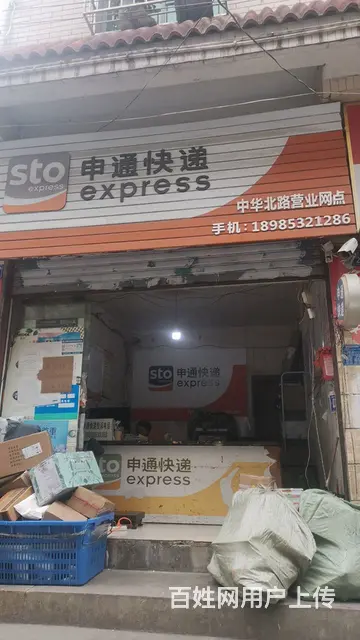 sto
express
申通快递
express
中华北路营业网点
手机:18985321286
sto
申通快递
express
sto
申通快递
express
百姓网用户上传